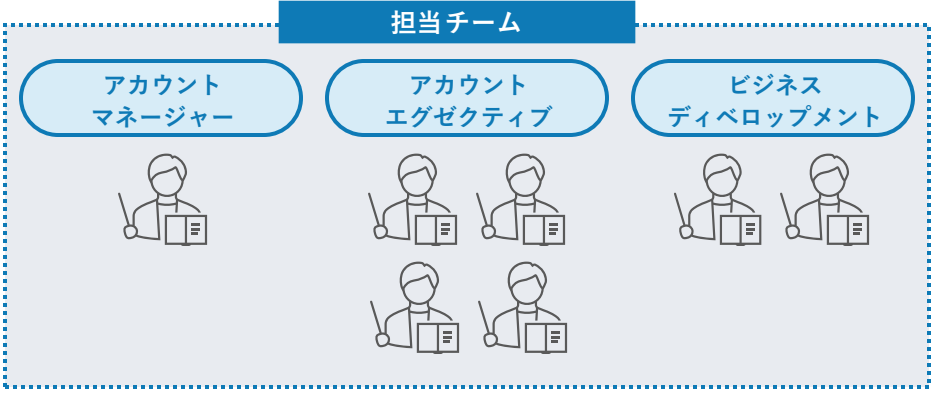 担当チーム
アカウント
マネージャー
アカウント
エグゼクティブ
ビジネス
ディベロップメント